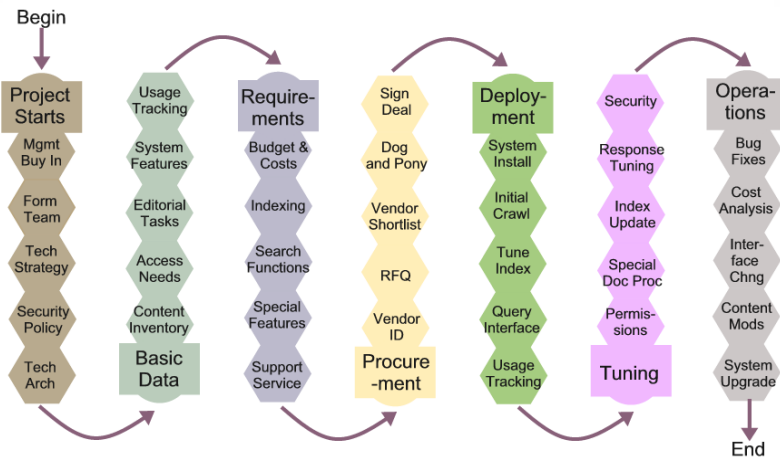 Begin
Project
Starts
Mgmt
Buy In
Form
Team
Tech
Strategy
Security
Policy
Tech
Arch
Usage
Tracking
System
Features
Editorial
Tasks
Access
Needs
Content
Inventory
Basic
Data
Require-
ments
Budget &
Costs
Indexing
Search
Functions
Special
Features
Support
Service
Sign
Deal
Dog
and Pony
Vendor
Shortlist
RFQ
Vendor
ID
Procure
-ment
Deploy-
ment
System
Install
Initial
Crawl
Tune
Index
Query
Interface
Usage
Tracking
Security
Response
Tuning
Index
Update
Special
Doc Proc
Permis-
sions
Tuning
Opera-
tions
Bug
Fixes
Cost
Analysis
Inter-
face
Chng
Content
Mods
System
Upgrade
End